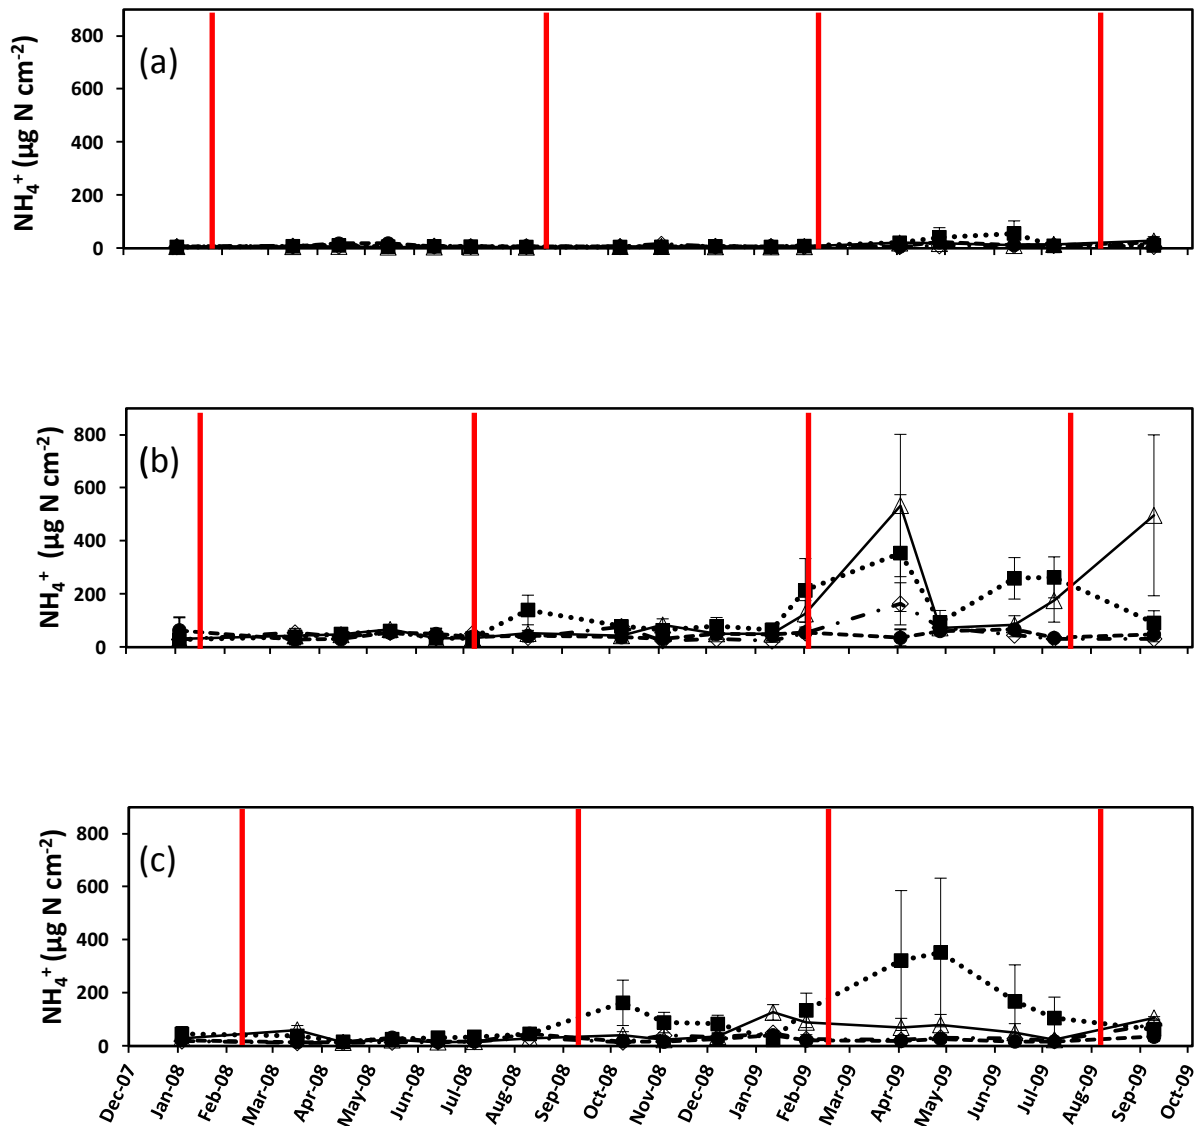 NH₄⁺ (µg N cm⁻²)
800
600
400
200
0
(a)
NH₄⁺ (µg N cm⁻²)
800
600
400
200
0
(b)
NH₄⁺ (µg N cm⁻²)
800
600
400
200
0
(c)
Dec-07 Jan-08 Feb-08 Mar-08 Apr-08 May-08 Jun-08 Jul-08 Aug-08 Sep-08 Oct-08 Nov-08 Dec-08 Jan-09 Feb-09 Mar-09 Apr-09 May-09 Jun-09 Jul-09 Aug-09 Sep-09 Oct-09